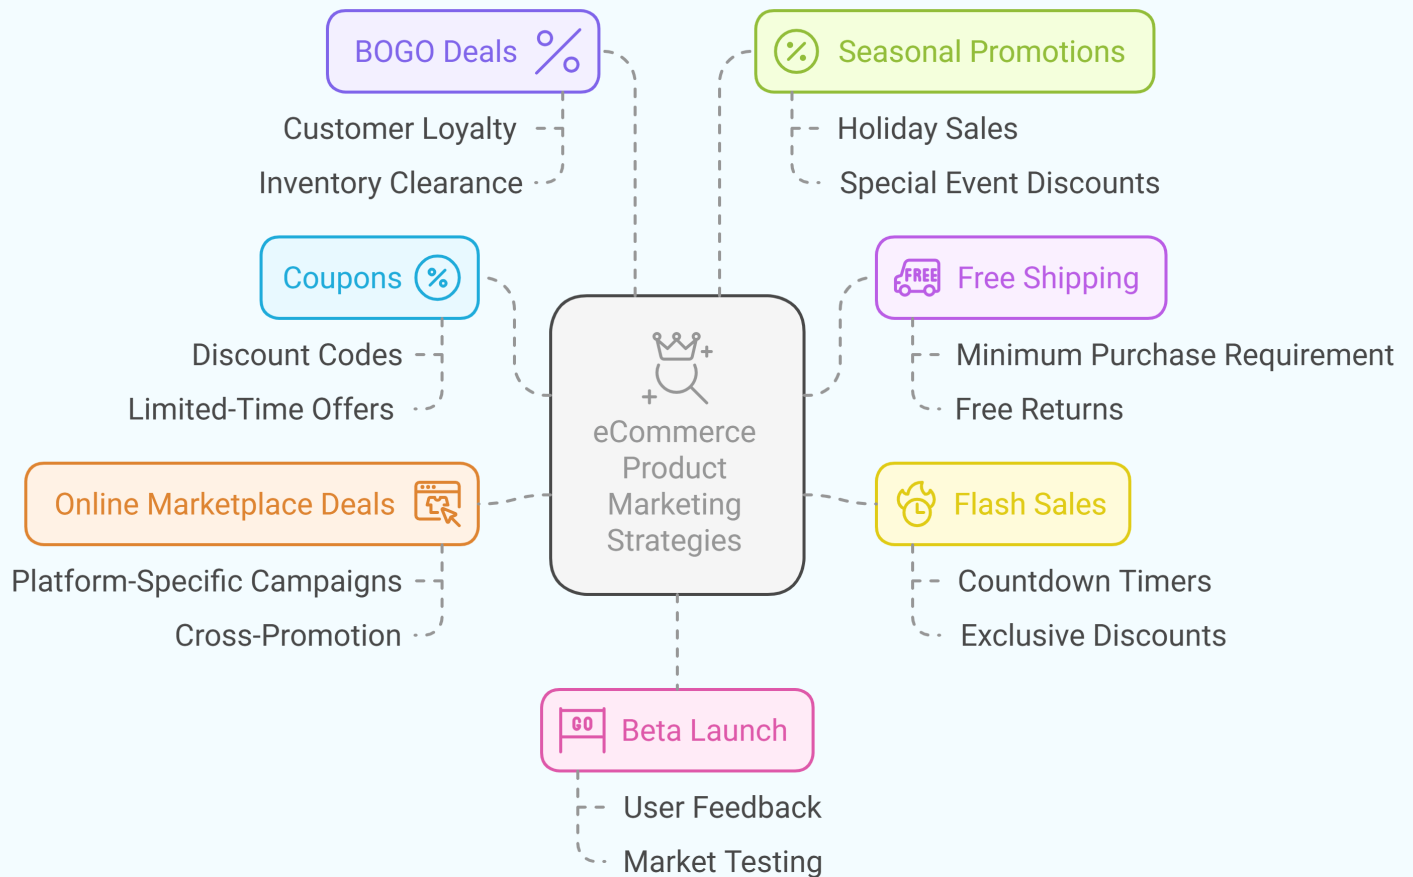 BOGO Deals
Customer Loyalty
Inventory Clearance
Seasonal Promotions
Holiday Sales
Special Event Discounts
Coupons
Discount Codes
Limited-Time Offers
FREE
Free Shipping
Minimum Purchase Requirement
Free Returns
eCommerce
Product
Marketing
Strategies
Online Marketplace Deals
Platform-Specific Campaigns
Cross-Promotion
Flash Sales
Countdown Timers
Exclusive Discounts
GO
Beta Launch
User Feedback
Market Testing